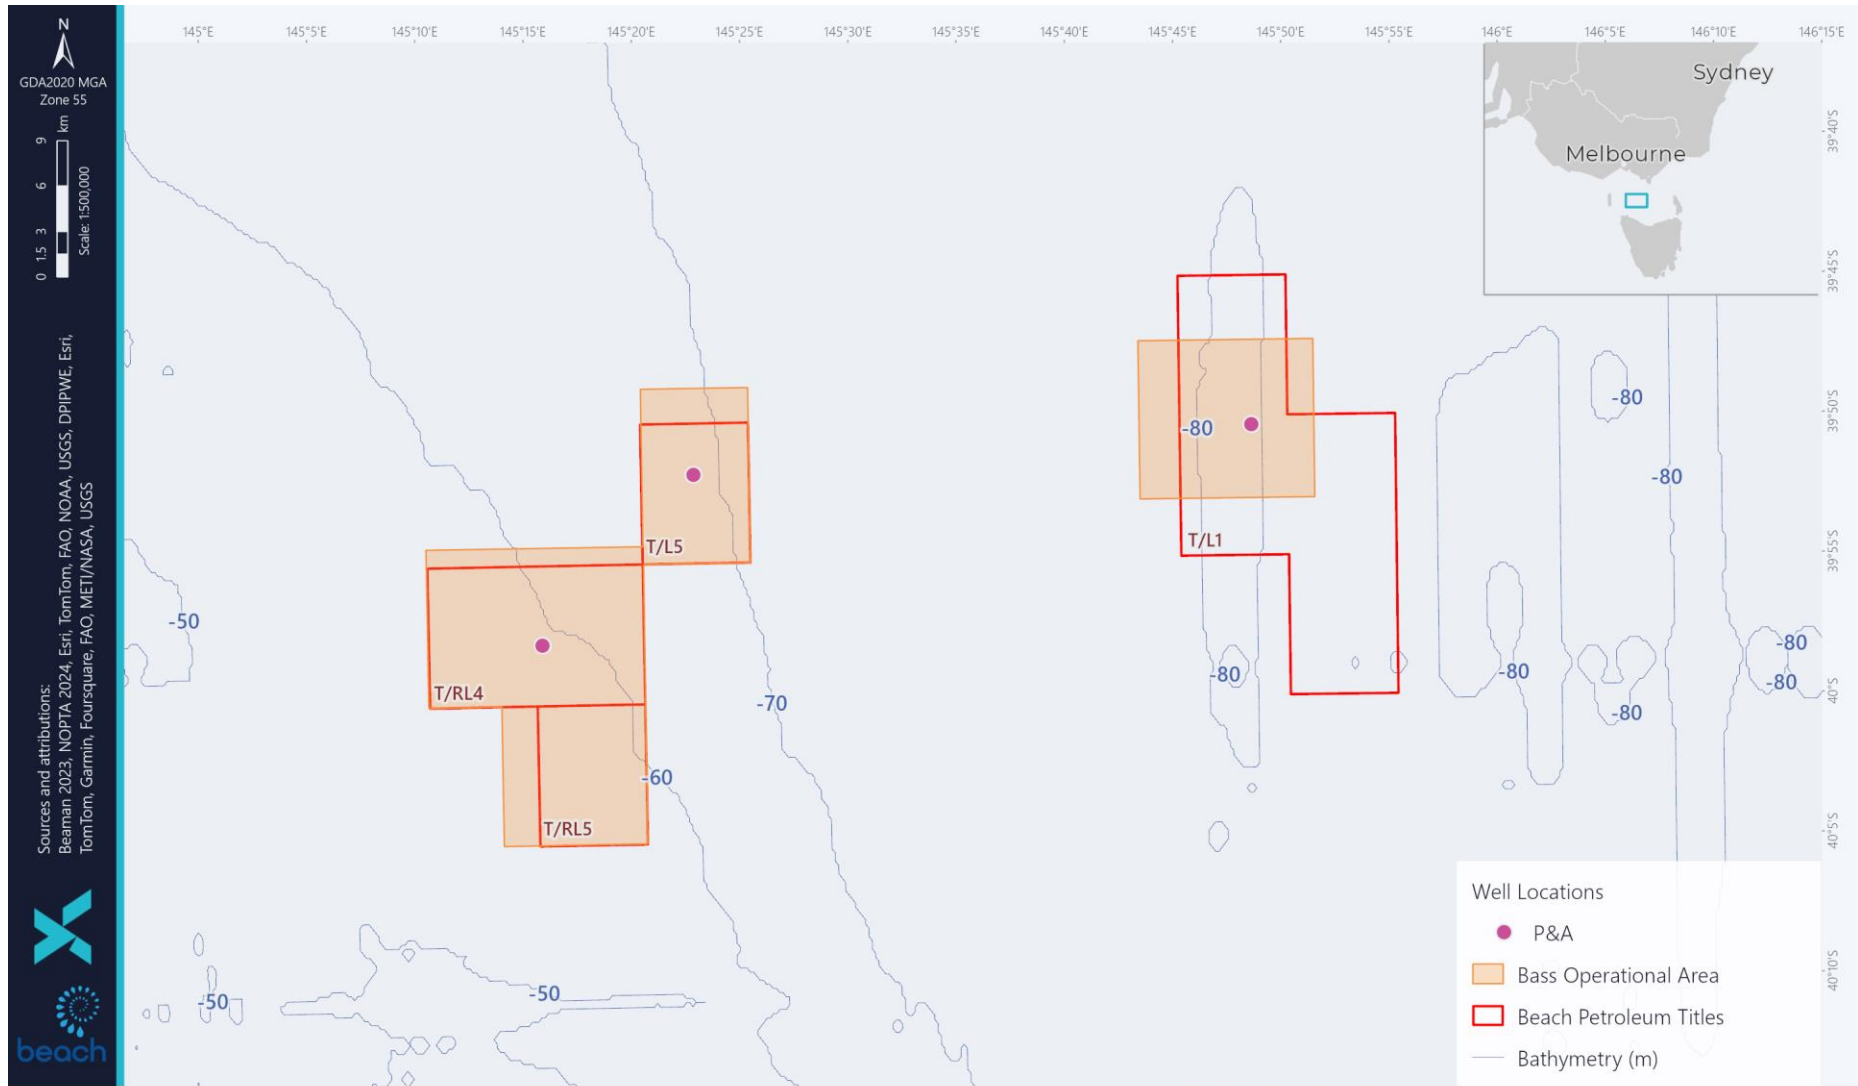 N
GDA2020 MGA
Zone 55
0 1.5 3 6 9 km
Scale: 1:500,000
Sources and attributions:
Beaman 2023, NOPTA 2024, Esri, TomTom, FAO, NOAA, USGS, DPIPWE, Esri,
TomTom, Garmin, Foursquare, FAO, METI/NASA, USGS
beach
145°E 145°5'E 145°10'E 145°15'E 145°20'E 145°25'E 145°30'E 145°35'E 145°40'E 145°45'E 145°50'E 145°55'E 146°E 146°5'E 146°10'E 146°15'E
Sydney
Melbourne
39°40'S
39°45'S
39°50'S
39°55'S
40°S
40°5'S
40°10'S
-80
-80
-80
T/L5
T/L1
-50
-80
-80
-80
-80
T/RL4
-70
-80
-60
T/RL5
-50
-50
Well Locations
P&A
Bass Operational Area
Beach Petroleum Titles
Bathymetry (m)